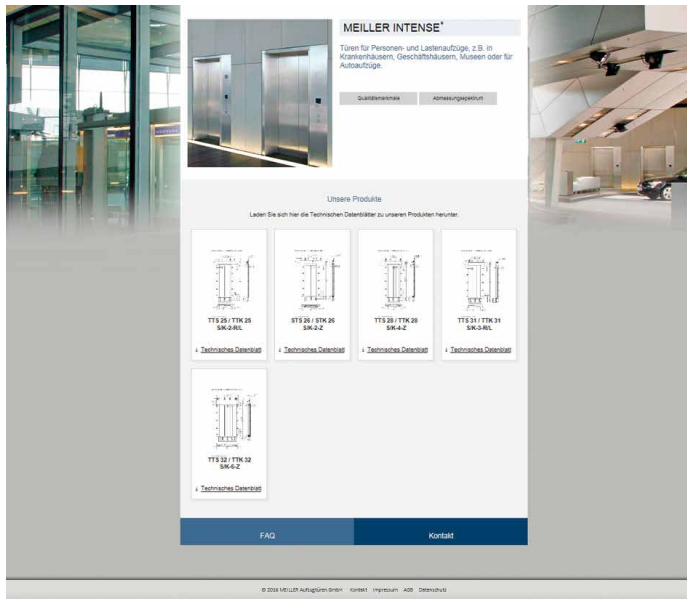 MEILLER INTENSE*
Türen für Personen- und Lastenaufzüge, z.B. in
Krankenhäusern, Geschäftshäusern, Museen oder für
Autoaufzüge.
Qualitätsmerkmale
Abmessungsspektrum
Unsere Produkte
Laden Sie sich hier die Technischen Datenblätter zu unseren Produkten herunter.
TTS 25 / TTK 25
S/K-2-R/L
STS 26 / STK 26
S/K-2-Z
TTS 28 / TTK 28
S/K-4-Z
TTS 31 / TTK 31
S/K-3-R/L
Technisches Datenblatt
Technisches Datenblatt
Technisches Datenblatt
Technisches Datenblatt
TTS 32 / TTK 32
S/K-6-Z
Technisches Datenblatt
FAQ
Kontakt
© 2016 MEILLER Aufzugtüren GmbH Kontakt Impressum AGB Datenschutz